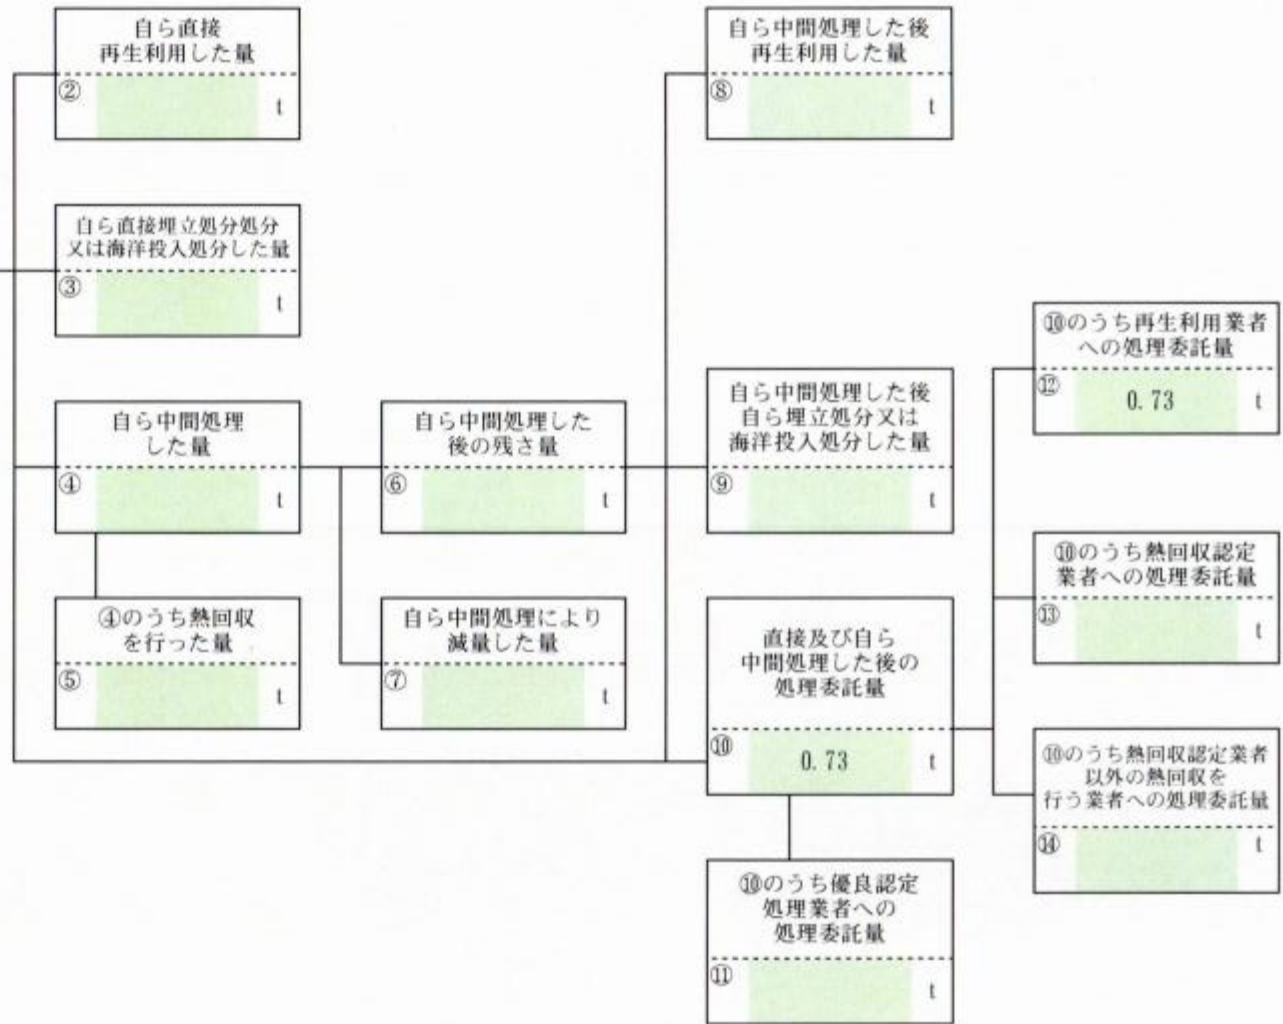 自ら直接
再生利用した量
②
t
自ら直接埋立処分処分
又は海洋投入処分した量
③
t
自ら中間処理
した量
④
t
④のうち熱回収
を行った量
⑤
t
自ら中間処理した
後の残さ量
⑥
t
自ら中間処理により
減量した量
⑦
t
自ら中間処理した後
再生利用した量
⑧
t
自ら中間処理した後
自ら埋立処分又は
海洋投入処分した量
⑨
t
直接及び自ら
中間処理した後の
処理委託量
⑩ 0.73 t
⑩のうち優良認定
処理業者への
処理委託量
⑪
t
⑩のうち再生利用業者
への処理委託量
⑫ 0.73 t
⑩のうち熱回収認定
業者への処理委託量
⑬
t
⑩のうち熱回収認定業者
以外の熱回収を
行う業者への処理委託量
⑭
t